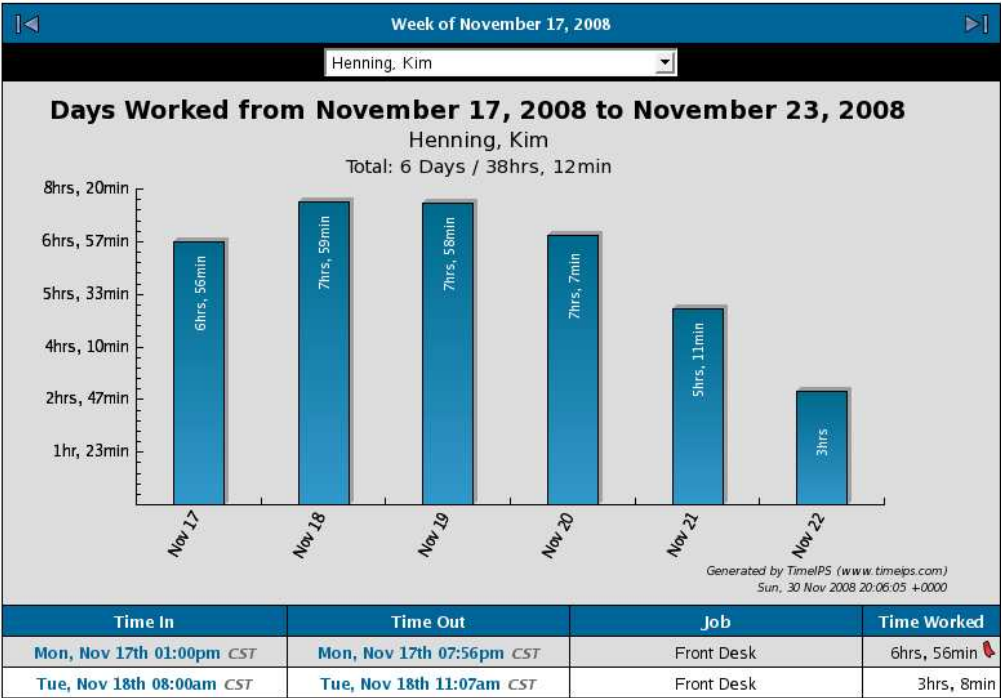 Week of November 17, 2008
Henning, Kim
Days Worked from November 17, 2008 to November 23, 2008
Henning, Kim
Total: 6 Days / 38hrs, 12min
8hrs, 20min
6hrs, 57min
5hrs, 33min
4hrs, 10min
2hrs, 47min
1hr, 23min
6hrs, 56min
7hrs, 59min
7hrs, 58min
7hrs, 7min
5hrs, 11min
3hrs
Nov 17
Nov 18
Nov 19
Nov 20
Nov 21
Nov 22
Generated by TimeIPS (www.timeips.com)
Sun, 30 Nov 2008 20:06:05 +0000
Time In Time Out Job Time Worked
Mon, Nov 17th 01:00pm CST Mon, Nov 17th 07:56pm CST Front Desk 6hrs, 56min
Tue, Nov 18th 08:00am CST Tue, Nov 18th 11:07am CST Front Desk 3hrs, 8min